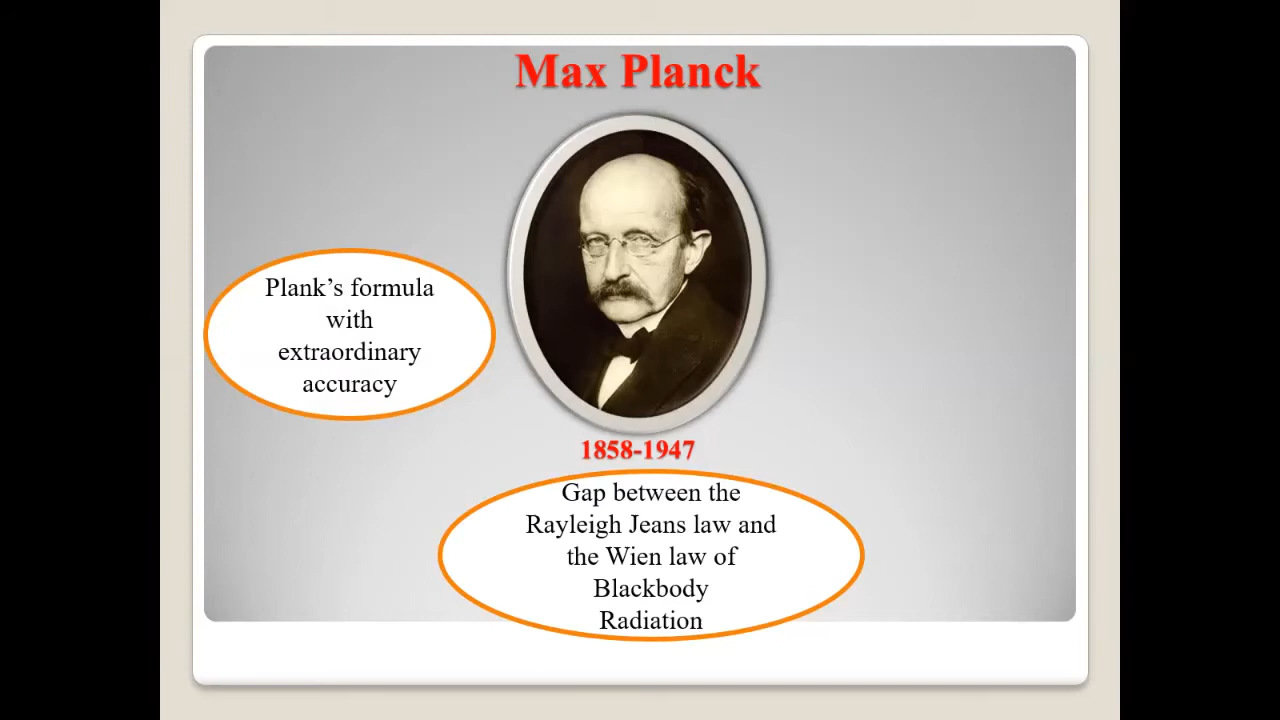 Max Planck
Plank’s formula
with
extraordinary
accuracy
1858-1947
Gap between the
Rayleigh Jeans law and
the Wien law of
Blackbody
Radiation